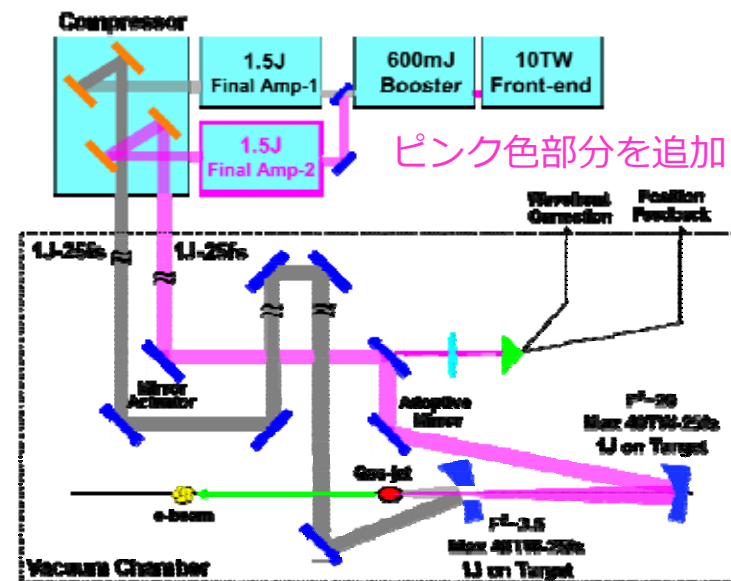 Compressor
1.5J
Final Amp-1
600mJ
Booster
10TW
Front-end
1.5J
Final Amp-2
ピンク色部分を追加
Wavefront
Correction
Position
Feedback
1J-25fs
1J-25fs
Mirror
Actuator
Adoptive
Mirror
Max 40TW-25fs
1J on Target
Gas-jet
e-beam
Max 40TW-25fs
1J on Target
Vacuum Chamber